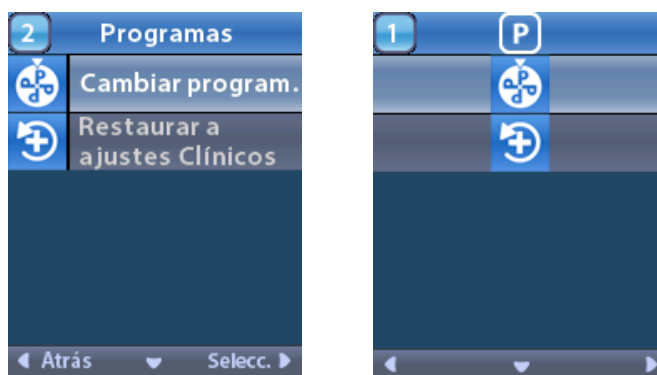 2 Programas
Cambiar program.
Restaurar a
ajustes Clínicos
Atrás Selecc.
1 P